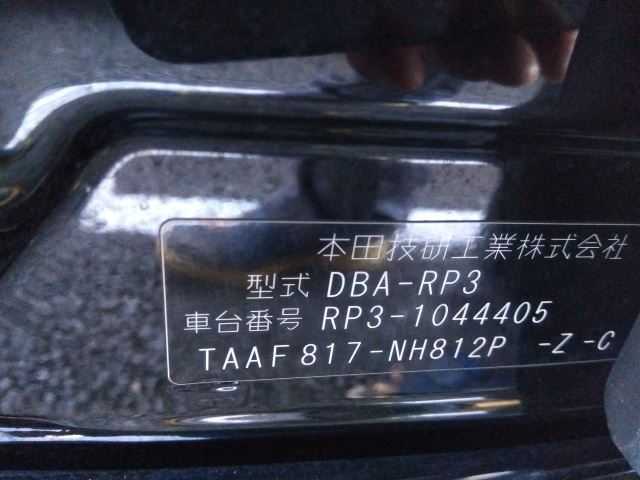 本田技研工業株式会社
型式 DBA-RP3
車台番号 RP3-1044405
TAAF817-NH812P -Z -C